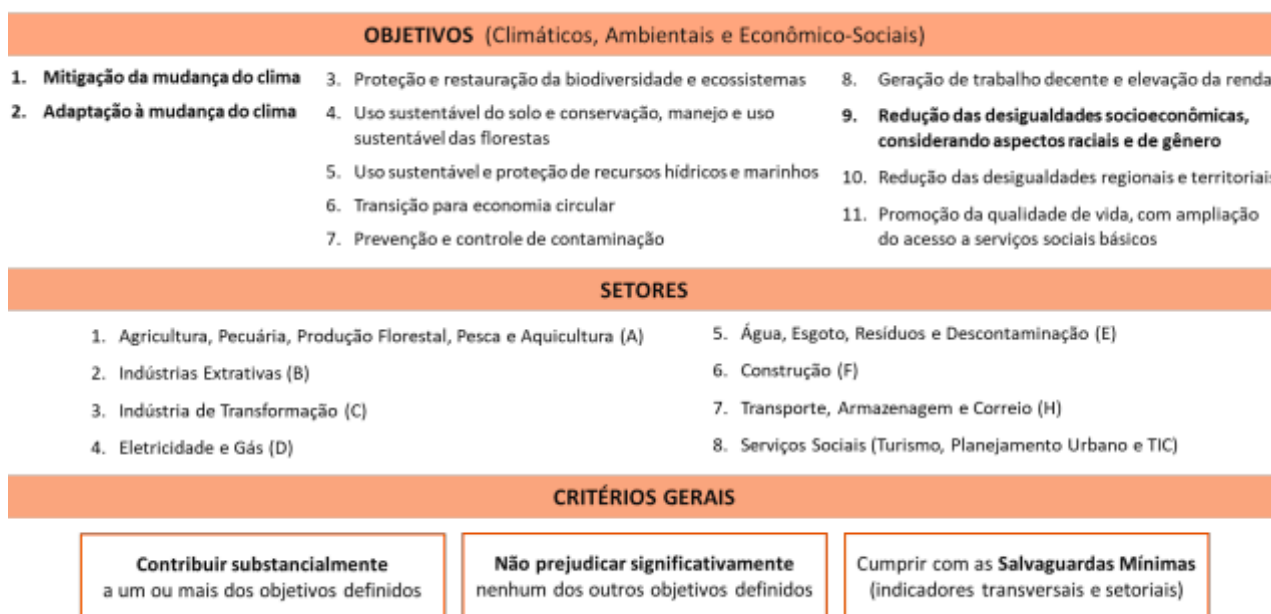 OBJETIVOS (Climáticos, Ambientais e Econômico-Sociais)
1. Mitigação da mudança do clima
2. Adaptação à mudança do clima
3. Proteção e restauração da biodiversidade e ecossistemas
4. Uso sustentável do solo e conservação, manejo e uso
sustentável das florestas
5. Uso sustentável e proteção de recursos hídricos e marinhos
6. Transição para economia circular
7. Prevenção e controle de contaminação
8. Geração de trabalho decente e elevação da renda
9. Redução das desigualdades socioeconômicas,
considerando aspectos raciais e de gênero
10. Redução das desigualdades regionais e territoriais
11. Promoção da qualidade de vida, com ampliação
do acesso a serviços sociais básicos
SETORES
1. Agricultura, Pecuária, Produção Florestal, Pesca e Aquicultura (A)
2. Indústrias Extrativas (B)
3. Indústria de Transformação (C)
4. Eletricidade e Gás (D)
5. Água, Esgoto, Resíduos e Descontaminação (E)
6. Construção (F)
7. Transporte, Armazenagem e Correio (H)
8. Serviços Sociais (Turismo, Planejamento Urbano e TIC)
CRITÉRIOS GERAIS
Contribuir substancialmente
a um ou mais dos objetivos definidos
Não prejudicar significativamente
nenhum dos outros objetivos definidos
Cumprir com as Salvaguardas Mínimas
(indicadores transversais e setoriais)